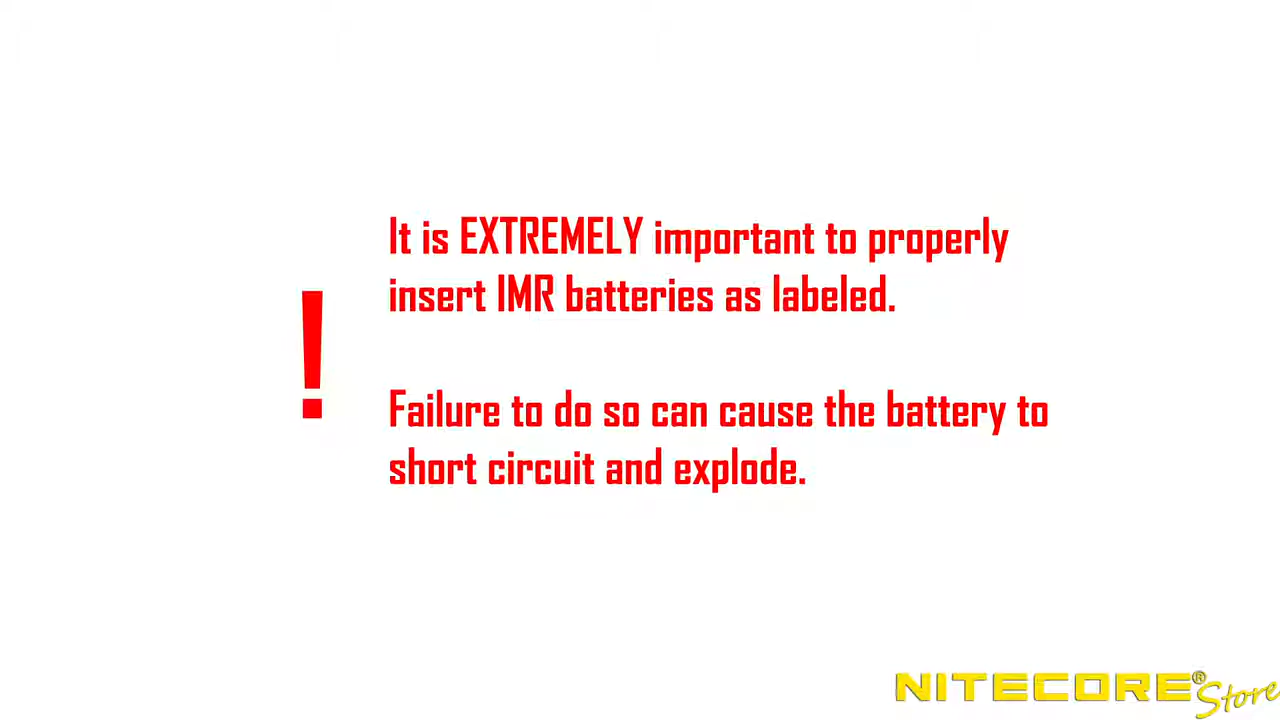 It is EXTREMELY important to properly
insert IMR batteries as labeled.
!
Failure to do so can cause the battery to
short circuit and explode.
NITECORE® Store